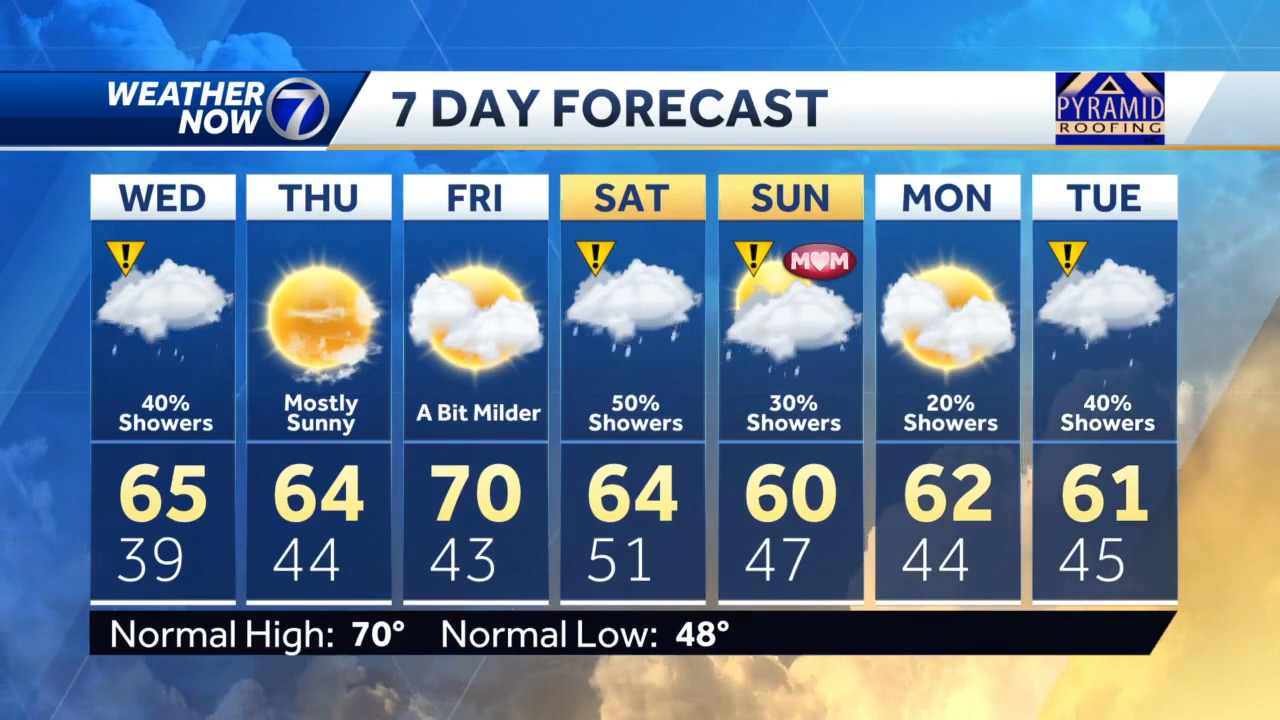 WEATHER
NOW 7
7 DAY FORECAST
PYRAMID
ROOFING
WED
THU
FRI
SAT
SUN
MON
TUE
!
!
!
M♥M
!
40%
Showers
Mostly
Sunny
A Bit Milder
50%
Showers
30%
Showers
20%
Showers
40%
Showers
65
64
70
64
60
62
61
39
44
43
51
47
44
45
Normal High: 70° Normal Low: 48°